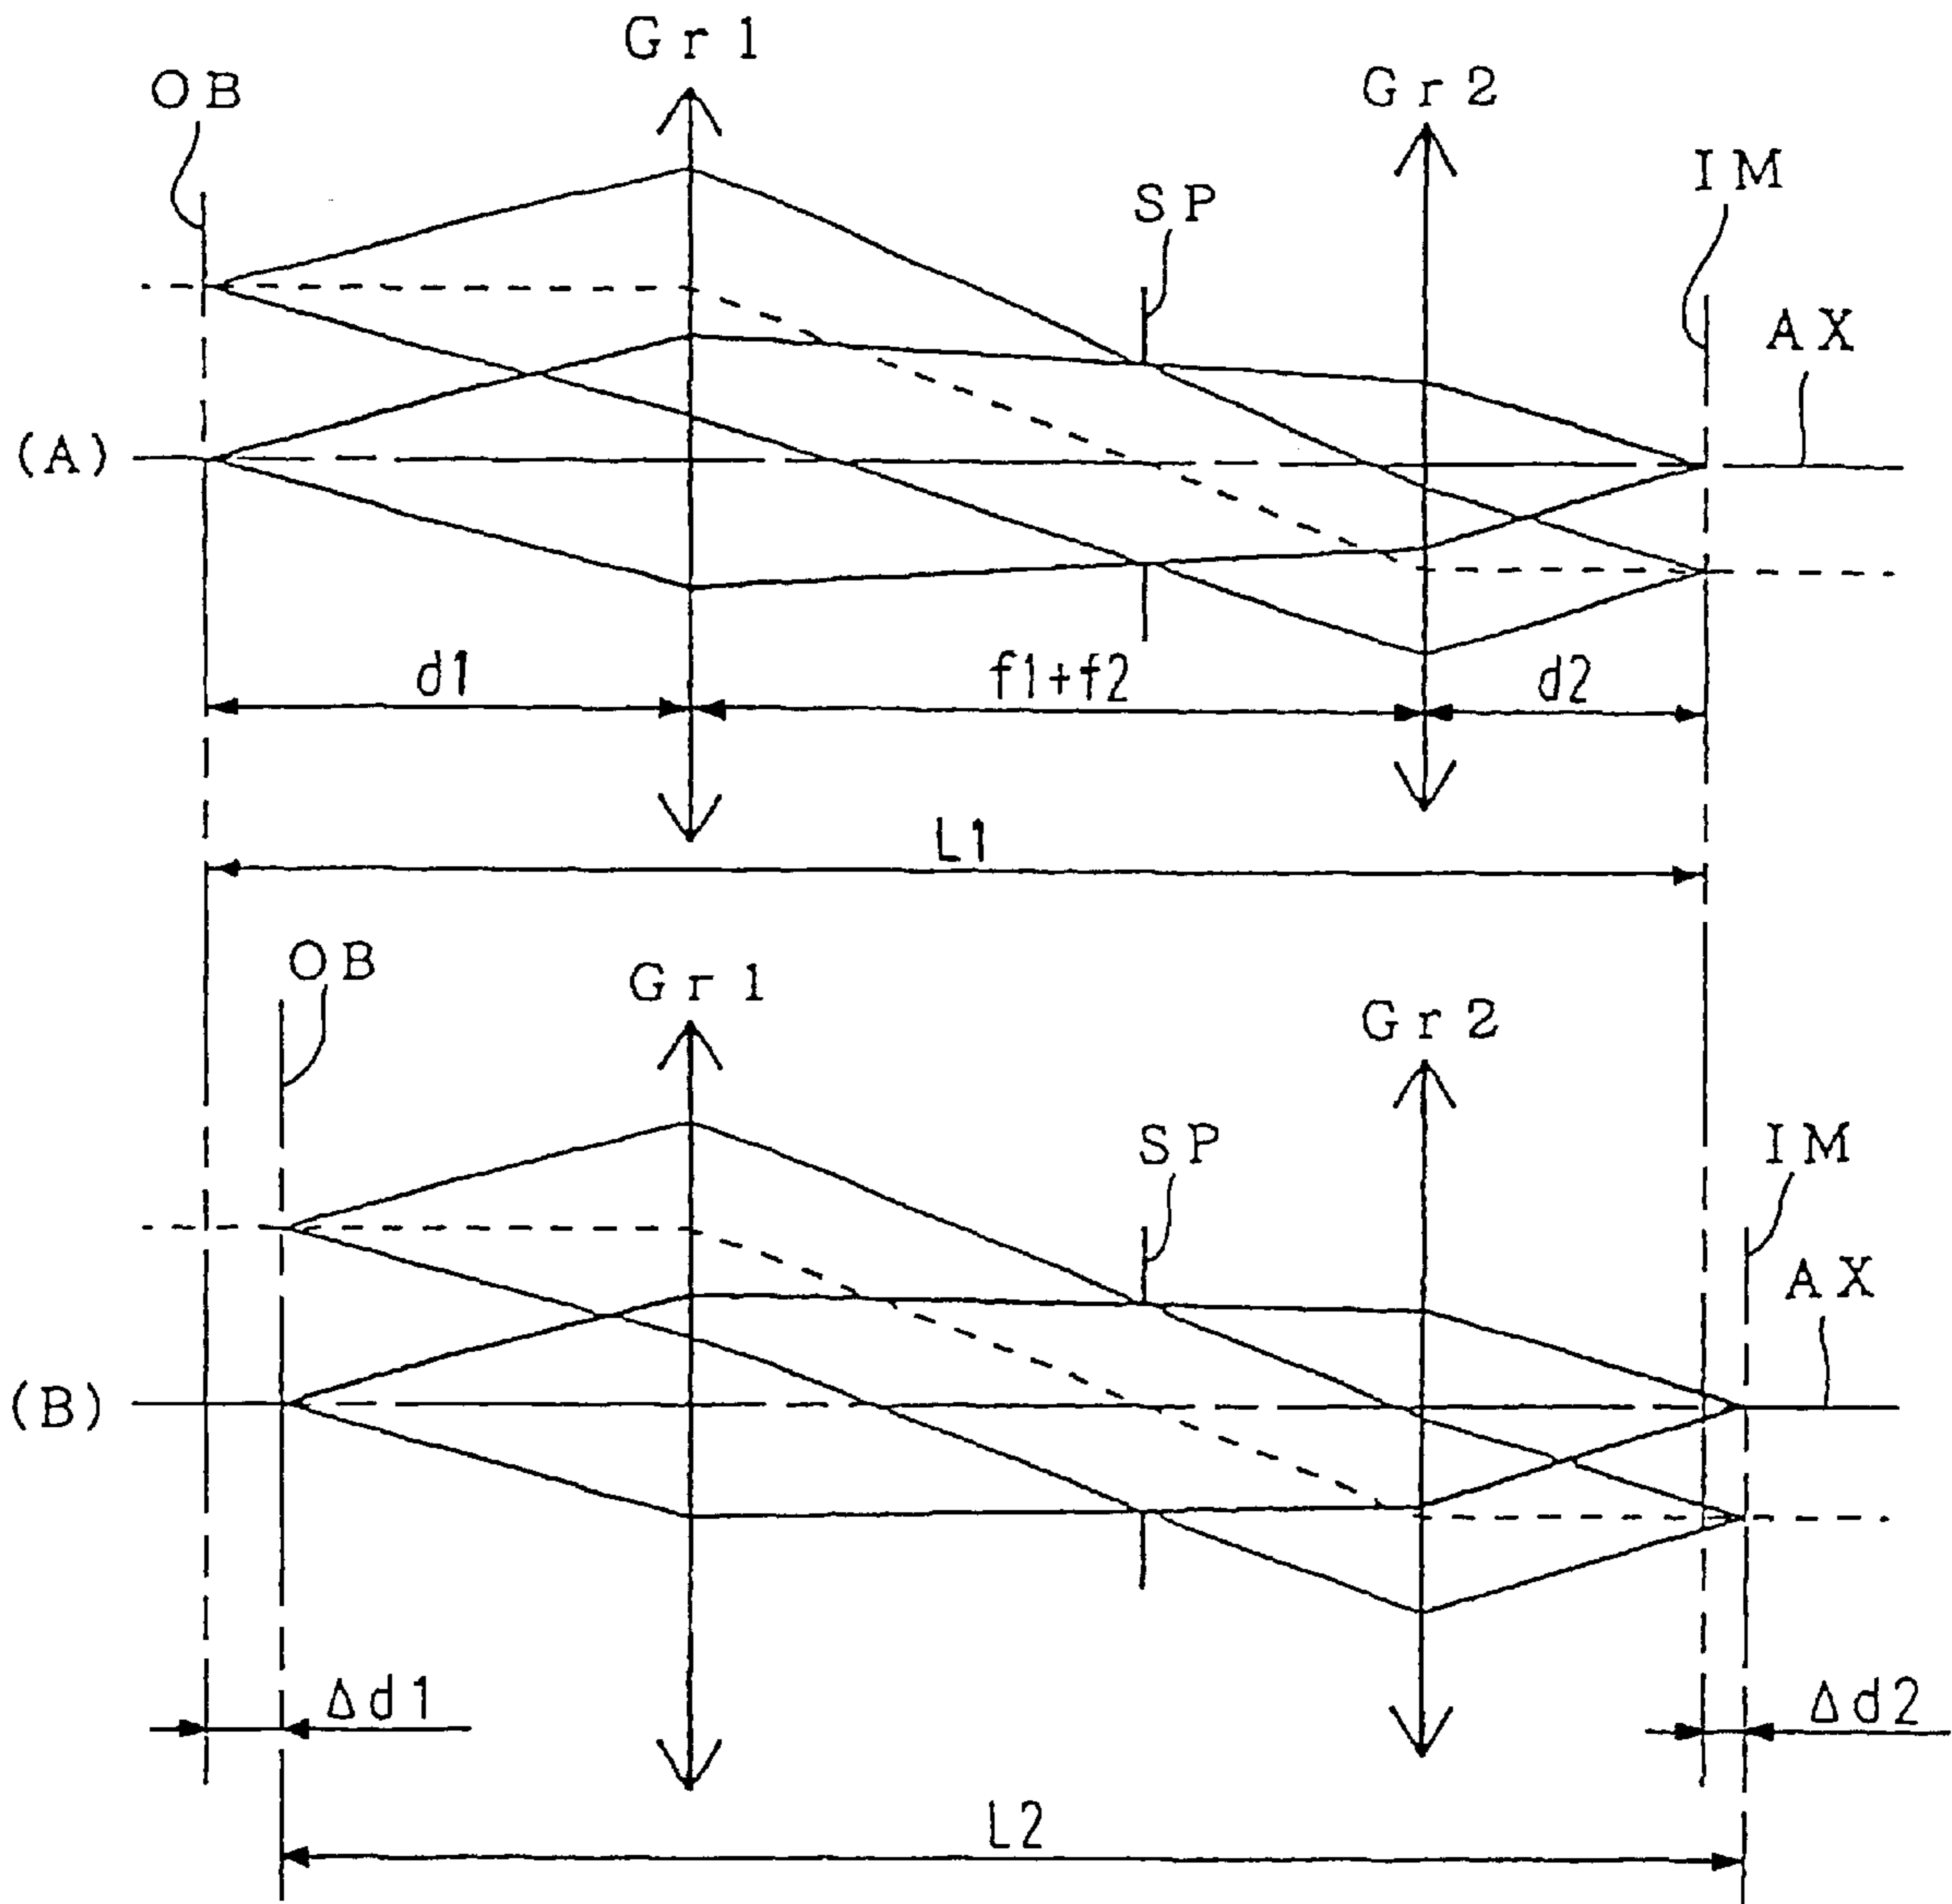 Gr1
OB
Gr2
IM
SP
AX
(A)
d1
f1+f2
d2
L1
OB
Gr1
Gr2
SP
IM
AX
(B)
Δd1
Δd2
L2